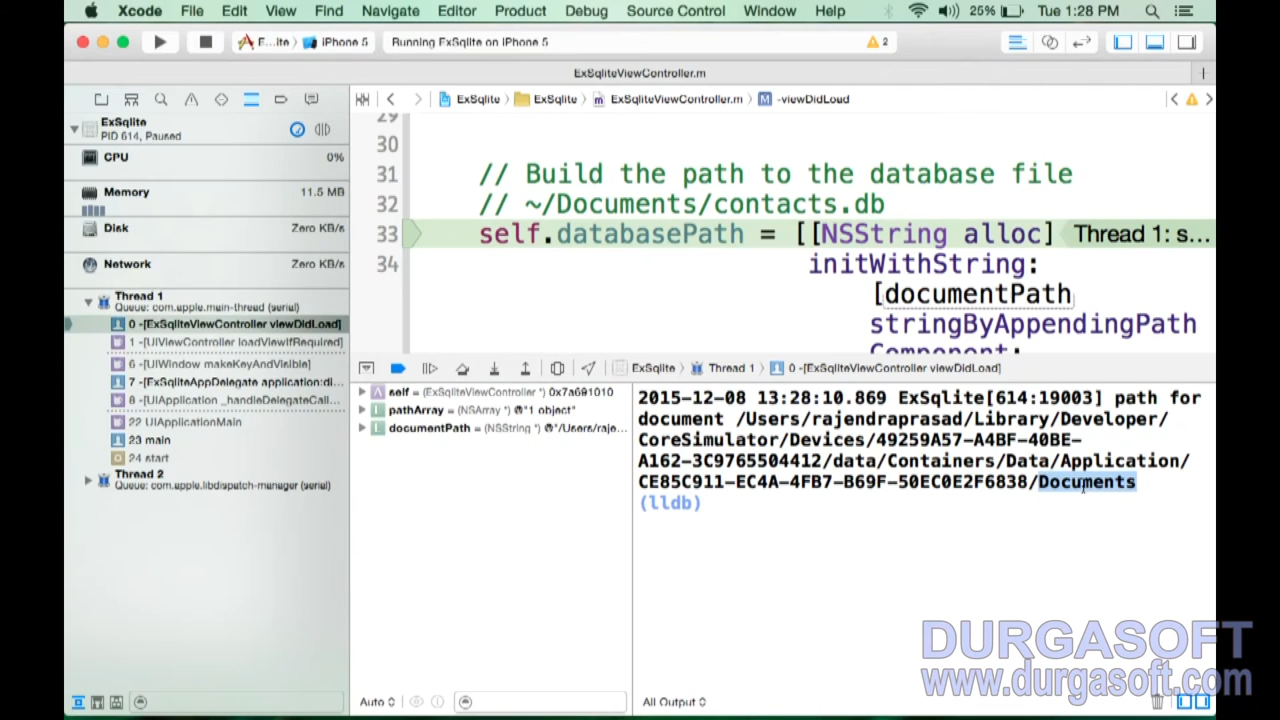 Xcode File Edit View Find Navigate Editor Product Debug Source Control Window Help 25% Tue 1:28 PM
E...ite iPhone 5 Running ExSqlite on iPhone 5 2
ExSqliteViewController.m +
ExSqlite ExSqlite ExSqliteViewController.m -viewDidLoad
ExSqlite
PID 614, Paused
CPU 0%
Memory 11.5 MB
Disk Zero KB/s
Network Zero KB/s
Thread 1
Queue: com.apple.main-thread (serial)
0 -[ExSqliteViewController viewDidLoad]
1 -[UIViewController loadViewIfRequired]
6 -[UIWindow makeKeyAndVisible]
7 -[ExSqliteAppDelegate application:di...
8 -[UIApplication _handleDelegateCall...
22 UIApplicationMain
23 main
24 start
Thread 2
Queue: com.apple.libdispatch-manager (serial)
29
30
31 // Build the path to the database file
32 // ~/Documents/contacts.db
33 self.databasePath = [[NSString alloc] Thread 1: s...
34 initWithString:
[documentPath
stringByAppendingPath
Component:
ExSqlite Thread 1 0 -[ExSqliteViewController viewDidLoad]
self = (ExSqliteViewController *) 0x7a691010
pathArray = (NSArray *) @"1 object"
documentPath = (NSString *) @"/Users/raje...
2015-12-08 13:28:10.869 ExSqlite[614:19003] path for
document /Users/rajendraprasad/Library/Developer/
CoreSimulator/Devices/49259A57-A4BF-40BE-
A162-3C9765504412/data/Containers/Data/Application/
CE85C911-EC4A-4FB7-B69F-50EC0E2F6838/Documents
(lldb)
DURGASOFT
www.durgasoft.com
Auto All Output